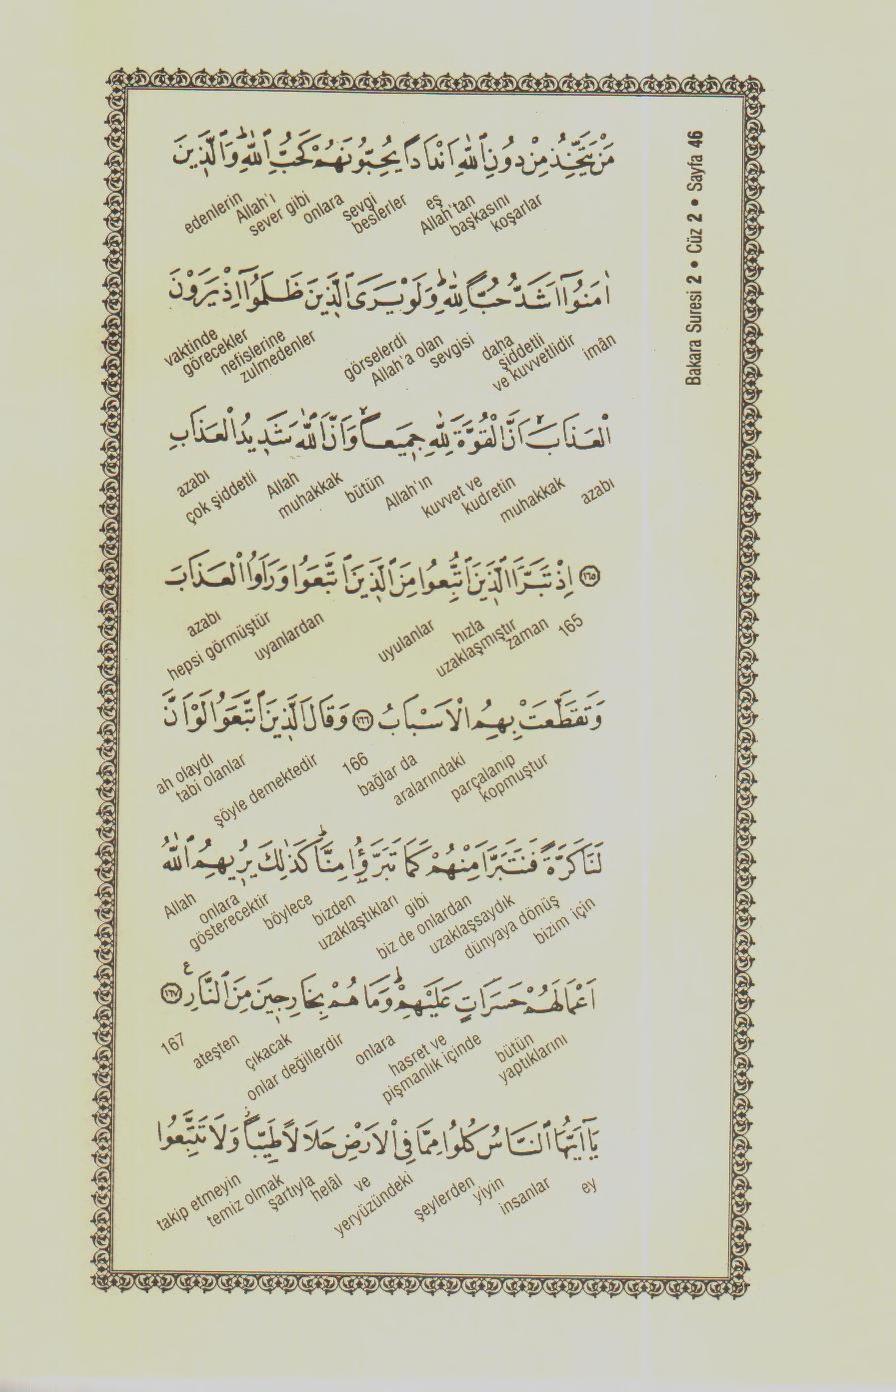 Bakara Suresi 2 • Cüz 2 • Sayfa 46
مَنْ يَتَّخِذُ مِنْ دُونِ اللّٰهِ اَنْدَاداً يُحِبُّونَهُمْ كَحُبِّ اللّٰهِۜ وَالَّذ۪ينَ
koşarlar başkasını Allah'tan eş beslerler sevgi onlara sever gibi Allah'ı edenlerin
اٰمَنُٓوا اَشَدُّ حُباًّ لِلّٰهِۜ وَلَوْ يَرَى الَّذ۪ينَ ظَلَمُٓوا اِذْ يَرَوْنَ
imân ve kuvvetlidir şiddetli daha sevgisi Allah'a olan görselerdi zulmedenler nefislerine görecekler vaktinde
الْعَذَابَۙ اَنَّ الْقُوَّةَ لِلّٰهِ جَم۪يعاًۙ وَاَنَّ اللّٰهَ شَد۪يدُ الْعَذَابِ
azabı muhakkak kudretin kuvvet ve Allah'ın bütün muhakkak Allah çok şiddetli azabı
﴿١٦٥﴾ اِذْ تَبَرَّاَ الَّذ۪ينَ اتُّبِعُوا مِنَ الَّذ۪ينَ اتَّبَعُوا وَرَاَوُا الْعَذَابَ
165 zaman uzaklaşmıştır hızla uyulanlar uyanlardan hepsi görmüştür azabı
وَتَقَطَّعَتْ بِهِمُ الْاَسْبَابُ ﴿١٦٦﴾ وَقَالَ الَّذ۪ينَ اتَّبَعُوا لَوْ اَنَّ
kopmuştur parçalanıp aralarındaki bağlar da 166 şöyle demektedir tabi olanlar ah olaydı
لَنَا كَرَّةً فَنَتَبَرَّاَ مِنْهُمْ كَمَا تَبَرَّؤُ۫ا مِنَّاۜ كَذٰلِكَ يُر۪يهِمُ اللّٰهُ
bizim için dünyaya dönüş uzaklaşsaydık biz de onlardan gibi uzaklaştıkları bizden böylece gösterecektir onlara Allah
اَعْمَالَهُمْ حَسَرَاتٍ عَلَيْهِمْۜ وَمَا هُمْ بِخَارِج۪ينَ مِنَ النَّارِ۟ ﴿١٦٧﴾
yaptıklarını bütün pişmanlık içinde hasret ve onlara onlar değillerdir çıkacak ateşten 167
يَٓا اَيُّهَا النَّاسُ كُلُوا مِمَّا فِي الْاَرْضِ حَلَالاً طَيِّباًۘ وَلَا تَتَّبِعُوا
ey insanlar yiyin şeylerden yeryüzündeki ve helâl şartıyla temiz olmak takip etmeyin